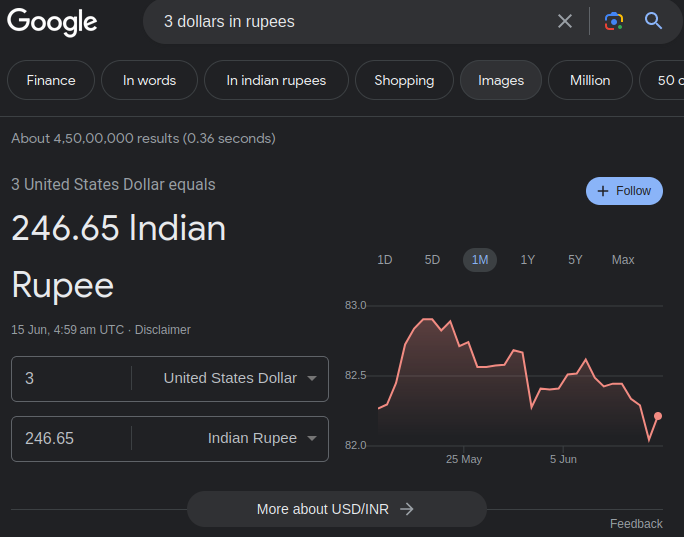 Google
3 dollars in rupees
Finance
In words
In indian rupees
Shopping
Images
Million
50
About 4,50,00,000 results (0.36 seconds)
3 United States Dollar equals
Follow
246.65 Indian
Rupee
15 Jun, 4:59 am UTC · Disclaimer
3 United States Dollar
246.65 Indian Rupee
1D 5D 1M 1Y 5Y Max
83.0
82.5
82.0
25 May 5 Jun
More about USD/INR →
Feedback